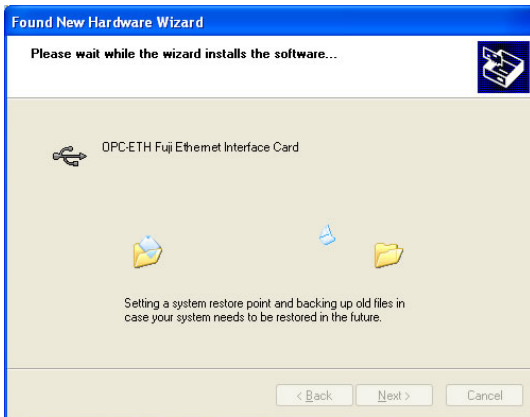 Found New Hardware Wizard
Please wait while the wizard installs the software...
OPC-ETH Fuji Ethernet Interface Card
Setting a system restore point and backing up old files in
case your system needs to be restored in the future.
< Back
Next >
Cancel